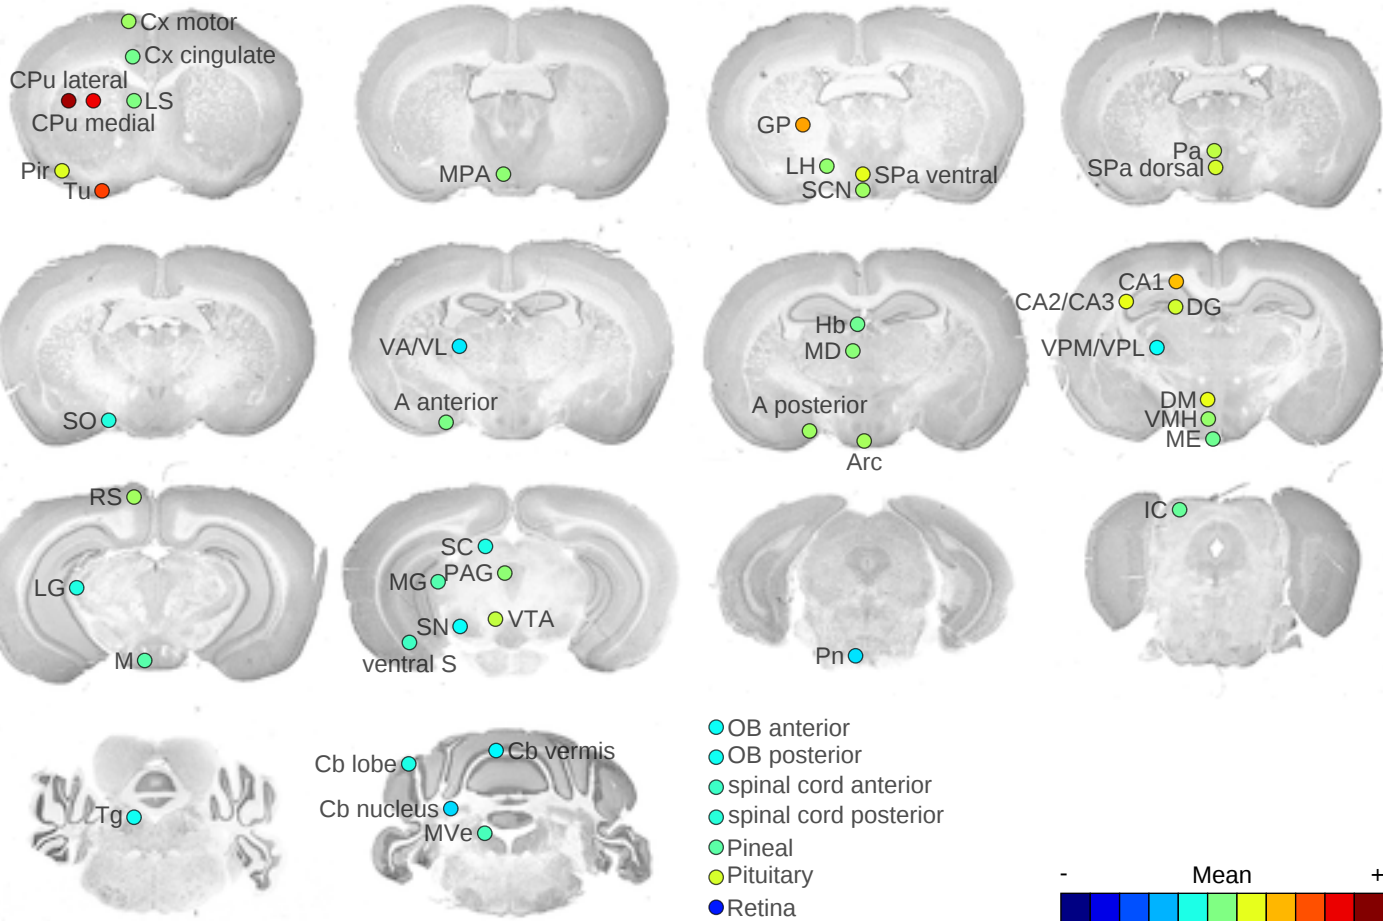 Cx motor
Cx cingulate
CPu lateral
LS
CPu medial
Pir
Tu
MPA
GP
LH
SPa ventral
SCN
Pa
SPa dorsal
SO
VA/VL
A anterior
Hb
MD
A posterior
Arc
CA1
CA2/CA3
DG
VPM/VPL
DM
VMH
ME
RS
LG
M
SC
PAG
MG
VTA
SN
ventral S
Pn
IC
Tg
Cb lobe
Cb vermis
Cb nucleus
MVe
OB anterior
OB posterior
spinal cord anterior
spinal cord posterior
Pineal
Pituitary
Retina
- Mean +